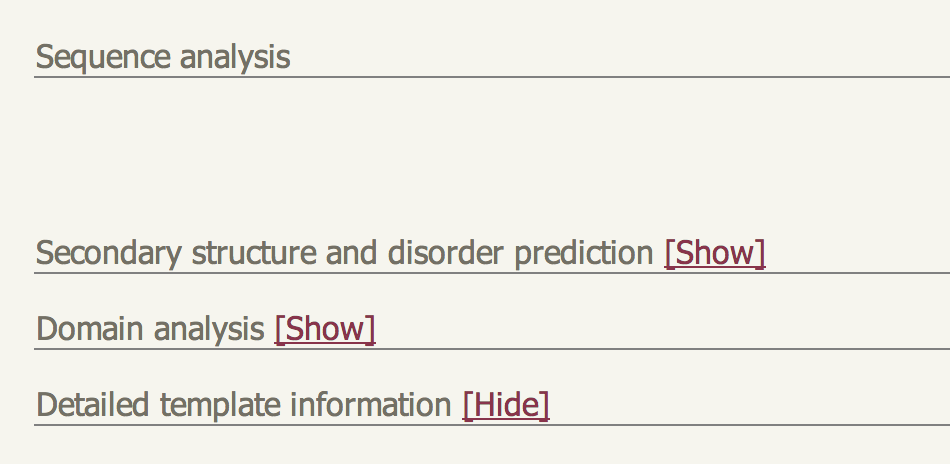 Sequence analysis
Secondary structure and disorder prediction [Show]
Domain analysis [Show]
Detailed template information [Hide]